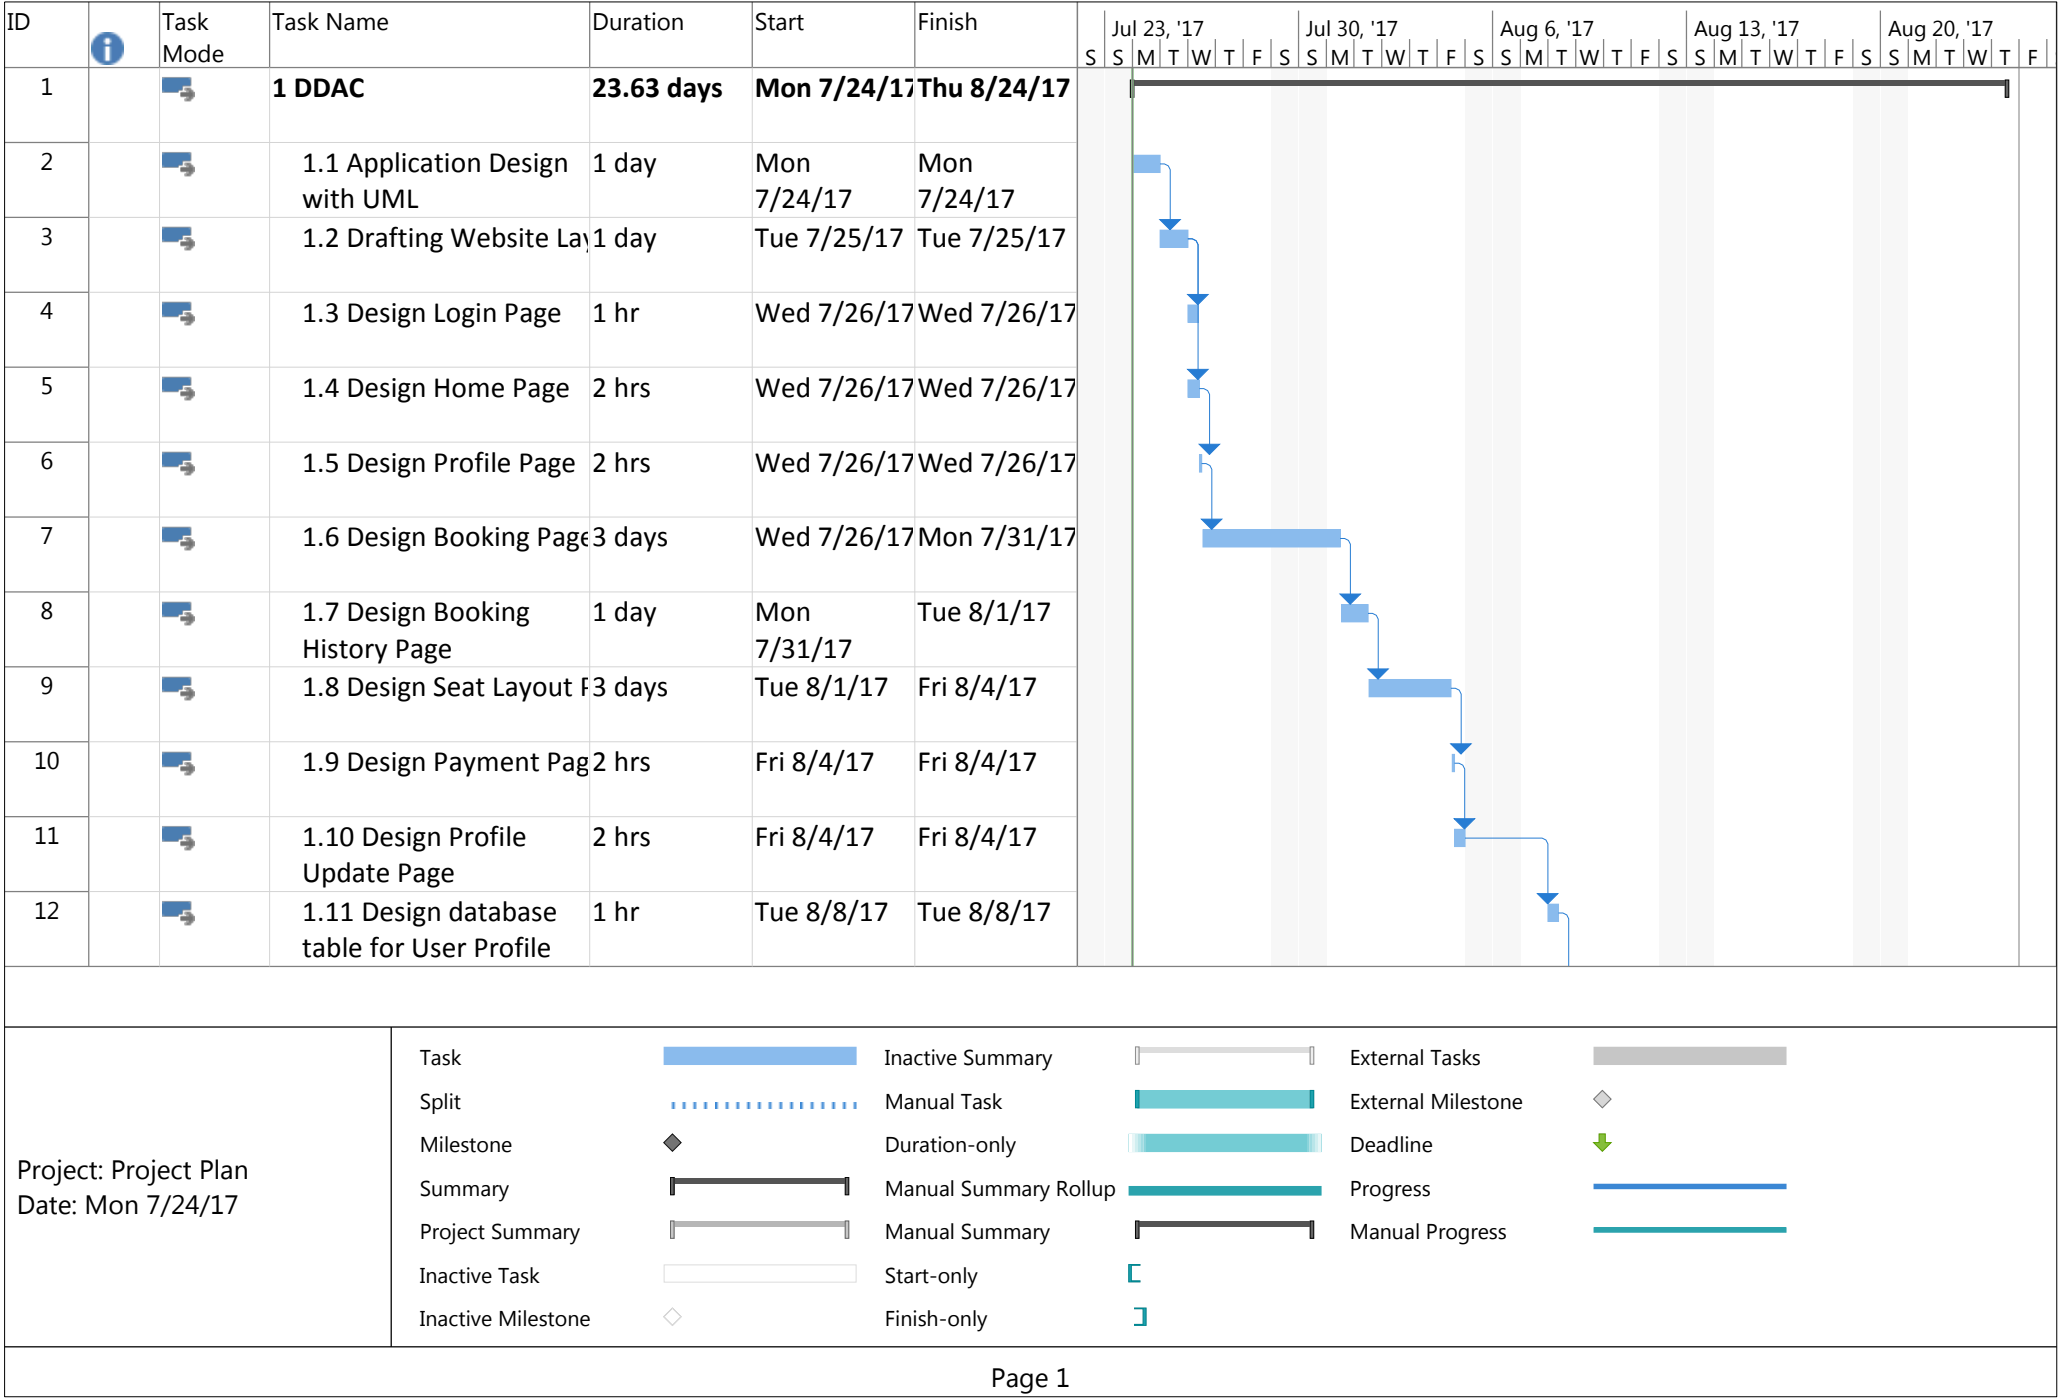 ID Task Mode Task Name Duration Start Finish
Jul 23, '17 Jul 30, '17 Aug 6, '17 Aug 13, '17 Aug 20, '17
S S M T W T F S S M T W T F S S M T W T F S S M T W T F S S M T W T F
1 1 DDAC 23.63 days Mon 7/24/17 Thu 8/24/17
2 1.1 Application Design with UML 1 day Mon 7/24/17 Mon 7/24/17
3 1.2 Drafting Website Lay 1 day Tue 7/25/17 Tue 7/25/17
4 1.3 Design Login Page 1 hr Wed 7/26/17 Wed 7/26/17
5 1.4 Design Home Page 2 hrs Wed 7/26/17 Wed 7/26/17
6 1.5 Design Profile Page 2 hrs Wed 7/26/17 Wed 7/26/17
7 1.6 Design Booking Page 3 days Wed 7/26/17 Mon 7/31/17
8 1.7 Design Booking History Page 1 day Mon 7/31/17 Tue 8/1/17
9 1.8 Design Seat Layout P 3 days Tue 8/1/17 Fri 8/4/17
10 1.9 Design Payment Pag 2 hrs Fri 8/4/17 Fri 8/4/17
11 1.10 Design Profile Update Page 2 hrs Fri 8/4/17 Fri 8/4/17
12 1.11 Design database table for User Profile 1 hr Tue 8/8/17 Tue 8/8/17
Project: Project Plan
Date: Mon 7/24/17
Task
Split
Milestone
Summary
Project Summary
Inactive Task
Inactive Milestone
Inactive Summary
Manual Task
Duration-only
Manual Summary Rollup
Manual Summary
Start-only
Finish-only
External Tasks
External Milestone
Deadline
Progress
Manual Progress
Page 1